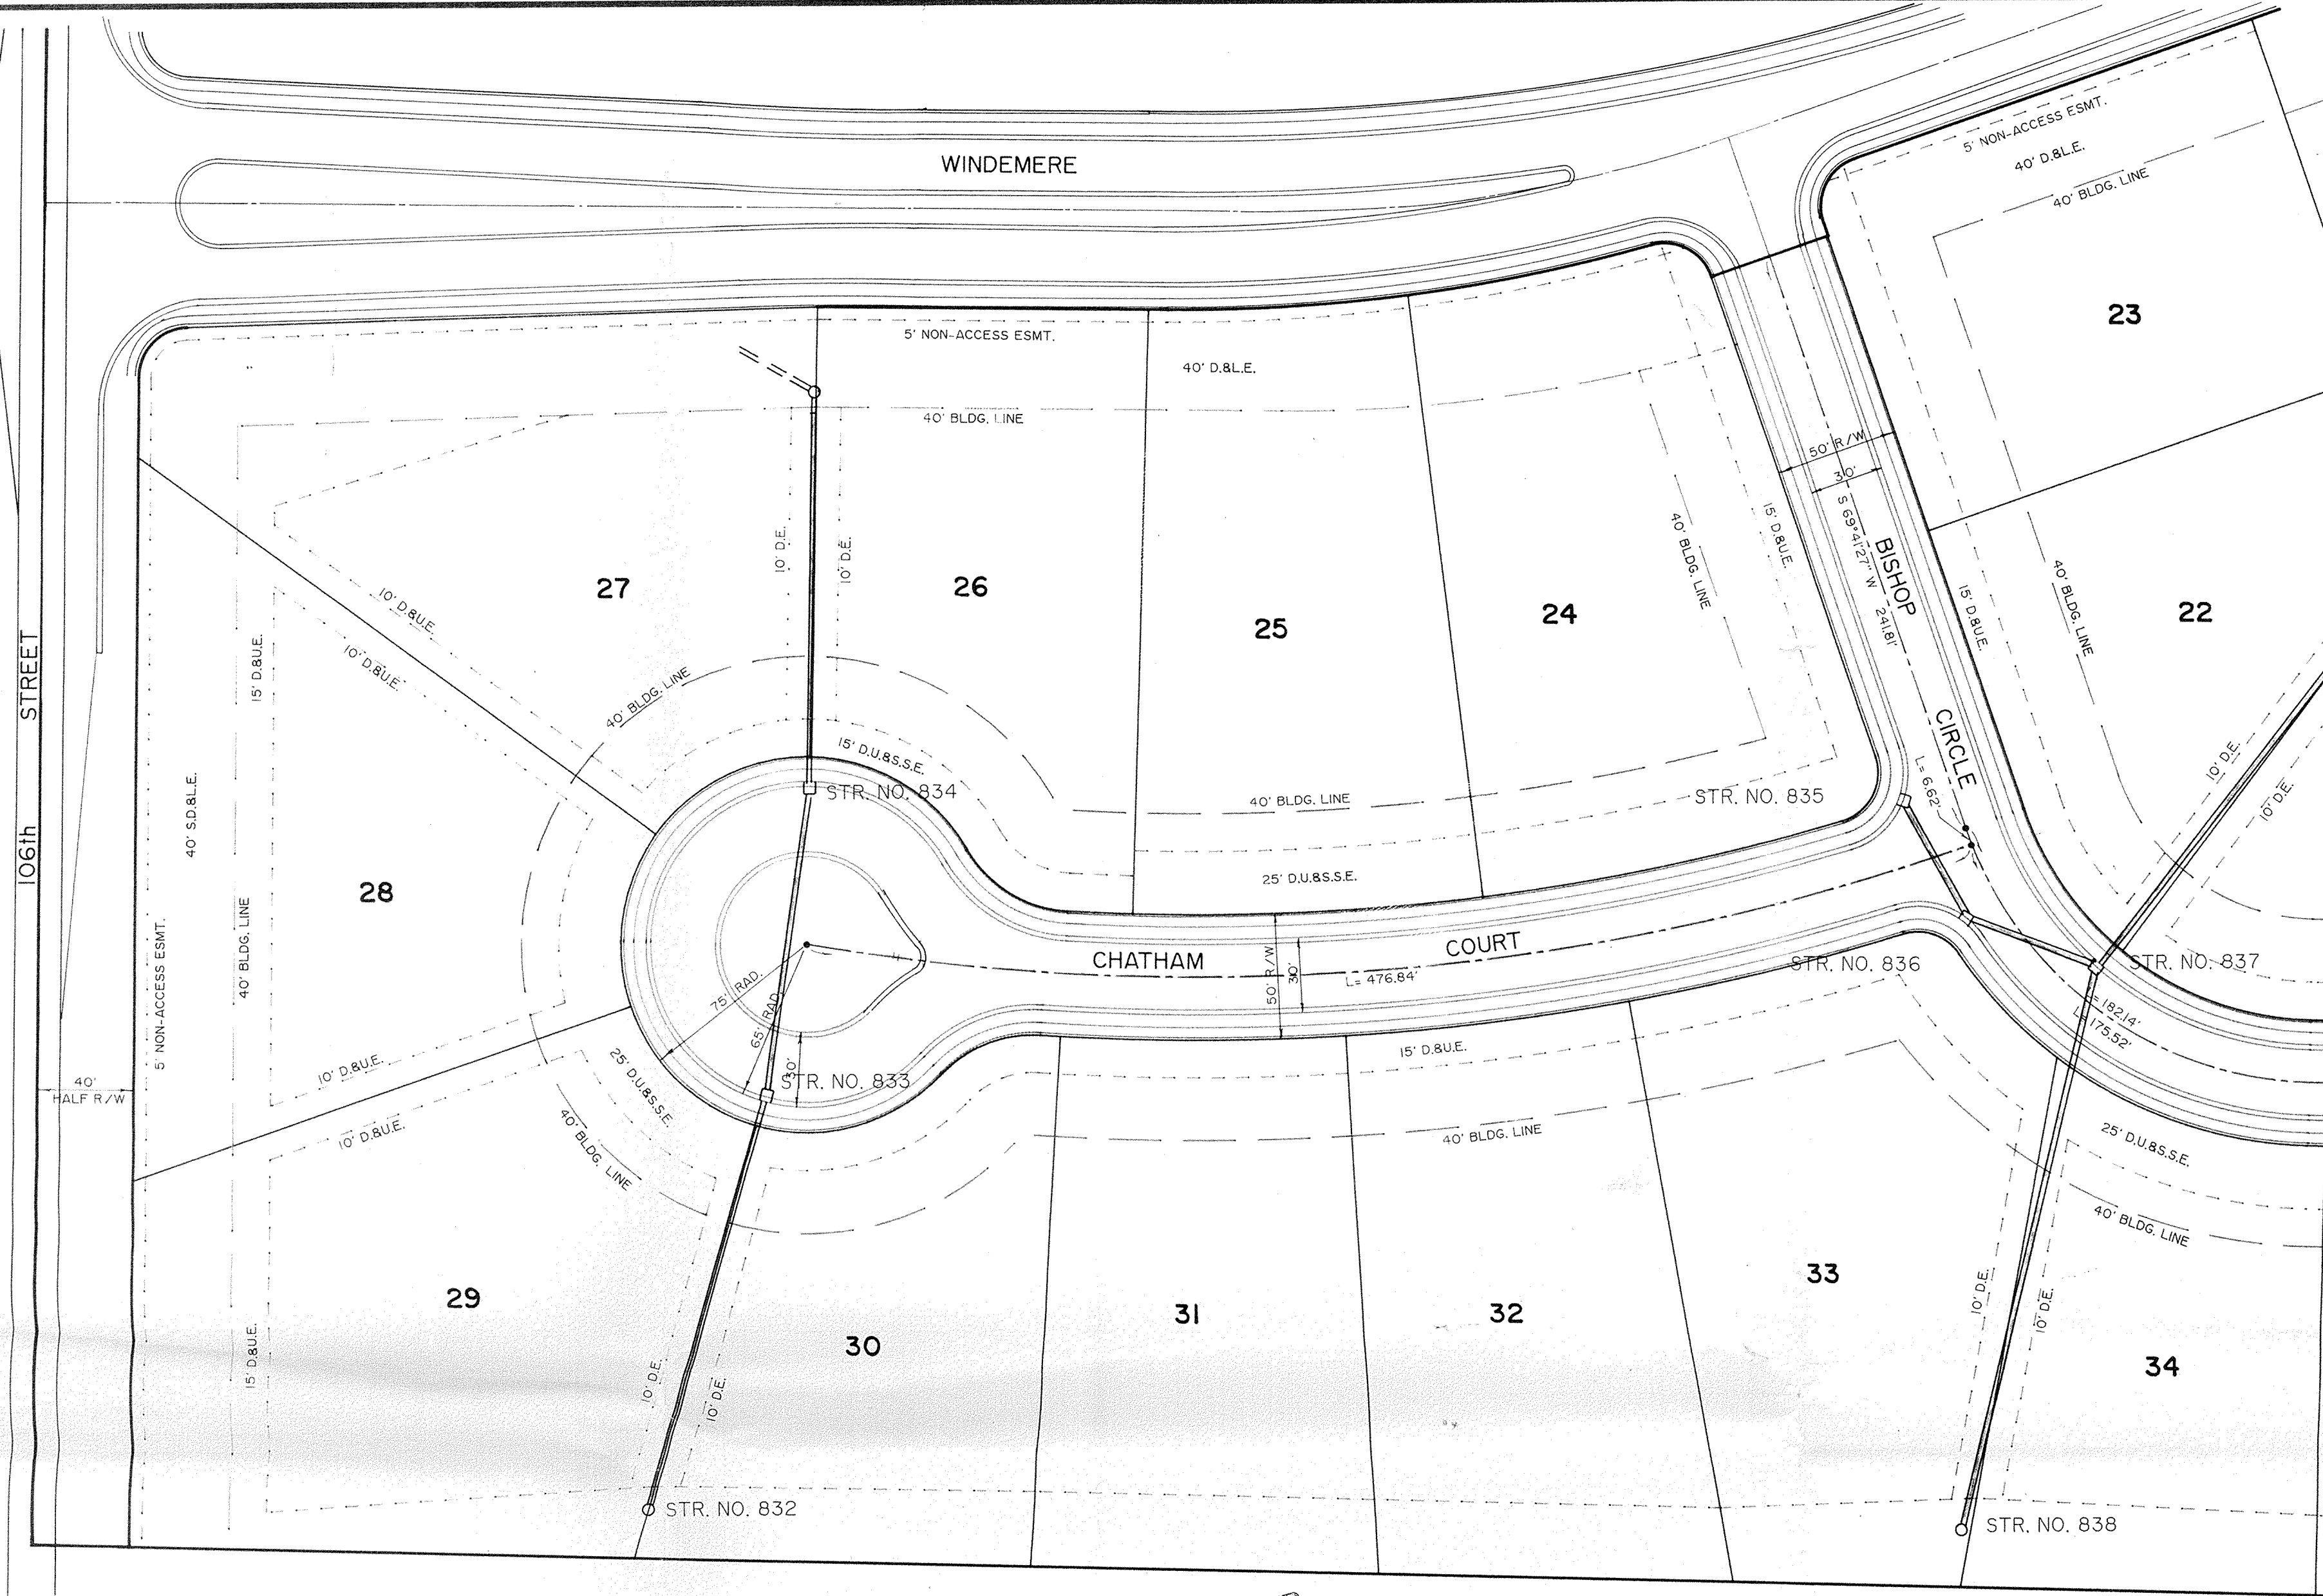 WINDEMERE
5' NON-ACCESS ESMT.
40' D.&L.E.
40' BLDG. LINE
23
5' NON-ACCESS ESMT.
40' D.&L.E.
40' BLDG. LINE
50' R/W
30'
S 69°41'27" W 241.81'
BISHOP CIRCLE
15' D.&U.E.
40' BLDG. LINE
15' D.&U.E.
40' BLDG. LINE
22
10' D.E.
10' D.E.
27
10' D.E.
10' D.E.
26
25
24
10' D.&U.E.
10' D.&U.E.
15' D.&U.E.
40' BLDG. LINE
15' D.U.&S.S.E.
STR. NO. 834
40' BLDG. LINE
STR. NO. 835
L= 6.62'
106th STREET
40' S.D.&L.E.
28
25' D.U.&S.S.E.
40' BLDG. LINE
5' NON-ACCESS ESMT.
CHATHAM COURT
50' R/W
30'
L= 476.84'
STR. NO. 836
STR. NO. 837
75' RAD.
65' RAD.
30'
STR. NO. 833
= 182.14'
L= 175.52'
15' D.&U.E.
40'
HALF R/W
10' D.&U.E.
10' D.&U.E.
25' D.U.&S.S.E.
40' BLDG. LINE
40' BLDG. LINE
25' D.U.&S.S.E.
40' BLDG. LINE
29
15' D.&U.E.
30
31
32
33
34
10' D.E.
10' D.E.
10' D.E.
10' D.E.
STR. NO. 832
STR. NO. 838